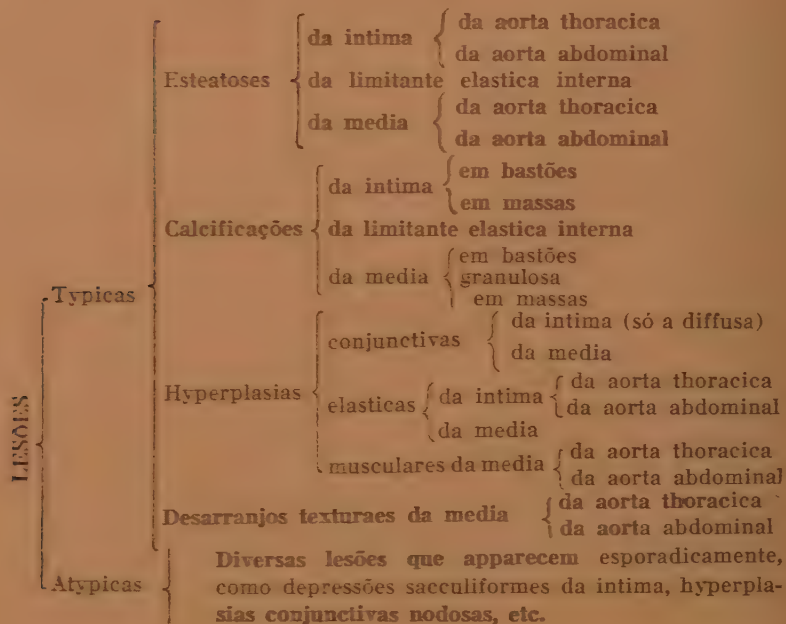 da aorta thoracica
da intima
da aorta abdominal
Esteatoses
da limitante elastica interna
da aorta thoracica
da media
da aorta abdominal
em bastões
da intima
em massas
Calcificações
da limitante elastica interna
em bastões
da media
granulosa
em massas
Typicas
da intima (só a diffusa)
conjunctivas
da media
Hyperplasias
da aorta thoracica
elasticas
da intima
da aorta abdominal
da media
da aorta thoracica
musculares da media
da aorta abdominal
LESÕES
da aorta thoracica
Desarranjos texturaes da media
da aorta abdominal
Atypicas
Diversas lesões que apparecem esporadicamente,
como depressões sacculiformes da intima, hyperpla-
sias conjunctivas nodosas, etc.